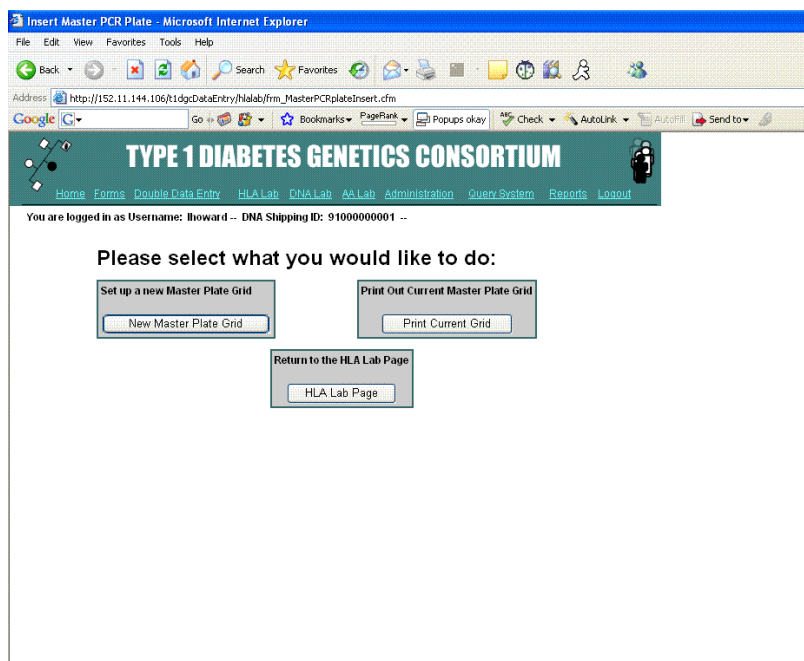 Insert Master PCR Plate - Microsoft Internet Explorer
File Edit View Favorites Tools Help
Back Search Favorites
Address http://152.11.144.106/t1dgcDataEntry/hlalab/frm_MasterPCRplateInsert.cfm
Google G Go Bookmarks PageRank Popups okay ABC Check AutoLink AutoFill Send to
TYPE 1 DIABETES GENETICS CONSORTIUM
Home Forms Double Data Entry HLA Lab DNA Lab AA Lab Administration Query System Reports Logout
You are logged in as Username: lhoward -- DNA Shipping ID: 91000000001 --
Please select what you would like to do:
Set up a new Master Plate Grid Print Out Current Master Plate Grid
New Master Plate Grid Print Current Grid
Return to the HLA Lab Page
HLA Lab Page